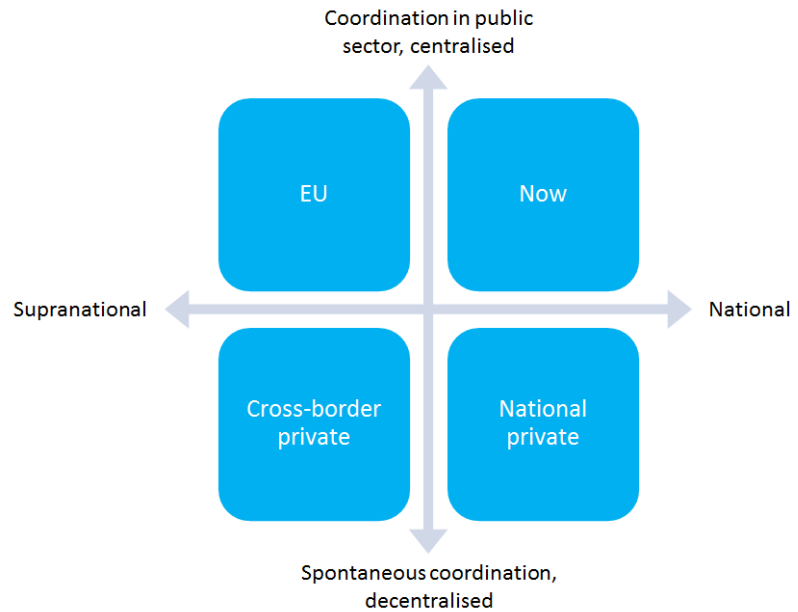 Coordination in public
sector, centralised
EU
Now
Supranational
National
Cross-border
private
National
private
Spontaneous coordination,
decentralised